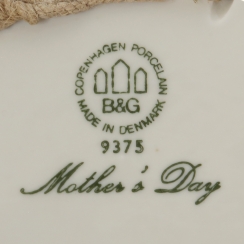 COPENHAGEN PORCELAIN
B&G
MADE IN DENMARK
9375
Mother's Day